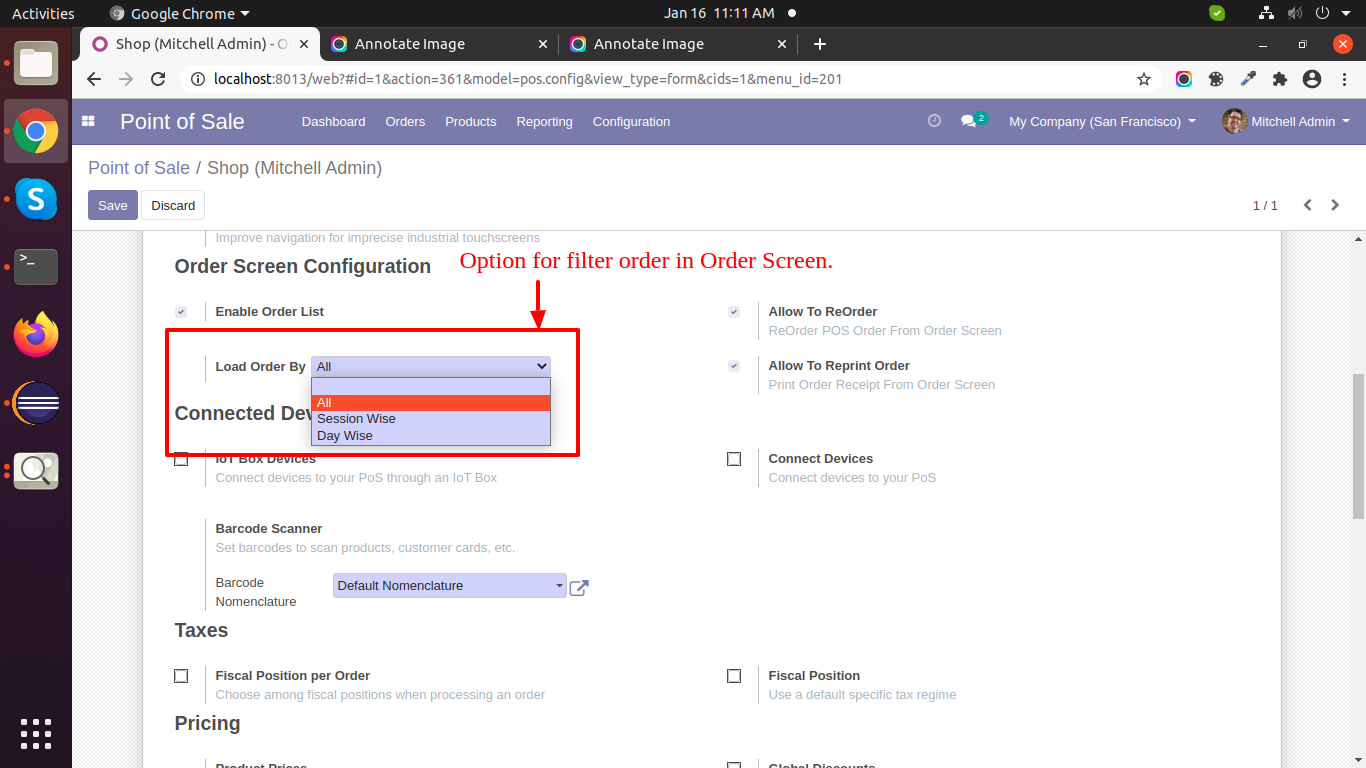 Activities
Google Chrome
Jan 16 11:11 AM
Shop (Mitchell Admin) - O
Annotate Image
Annotate Image
localhost:8013/web?#id=1&action=361&model=pos.config&view_type=form&cids=1&menu_id=201
Point of Sale
Dashboard
Orders
Products
Reporting
Configuration
2
My Company (San Francisco)
Mitchell Admin
Point of Sale / Shop (Mitchell Admin)
Save
Discard
1 / 1
Improve navigation for imprecise industrial touchscreens
Order Screen Configuration
Option for filter order in Order Screen.
Enable Order List
Allow To ReOrder
ReOrder POS Order From Order Screen
Load Order By
All
Allow To Reprint Order
Print Order Receipt From Order Screen
All
Session Wise
Day Wise
Connected Dev
IoT Box Devices
Connect devices to your PoS through an IoT Box
Connect Devices
Connect devices to your PoS
Barcode Scanner
Set barcodes to scan products, customer cards, etc.
Barcode
Nomenclature
Default Nomenclature
Taxes
Fiscal Position per Order
Choose among fiscal positions when processing an order
Fiscal Position
Use a default specific tax regime
Pricing
Product Prices
Global Discounts